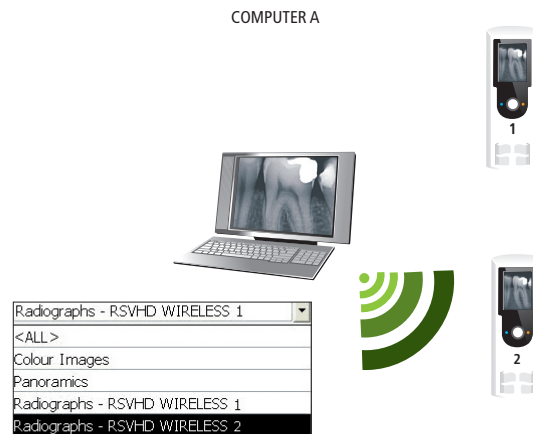 COMPUTER A
1
2
Radiographs - RSVHD WIRELESS 1
<ALL>
Colour Images
Panoramics
Radiographs - RSVHD WIRELESS 1
Radiographs - RSVHD WIRELESS 2